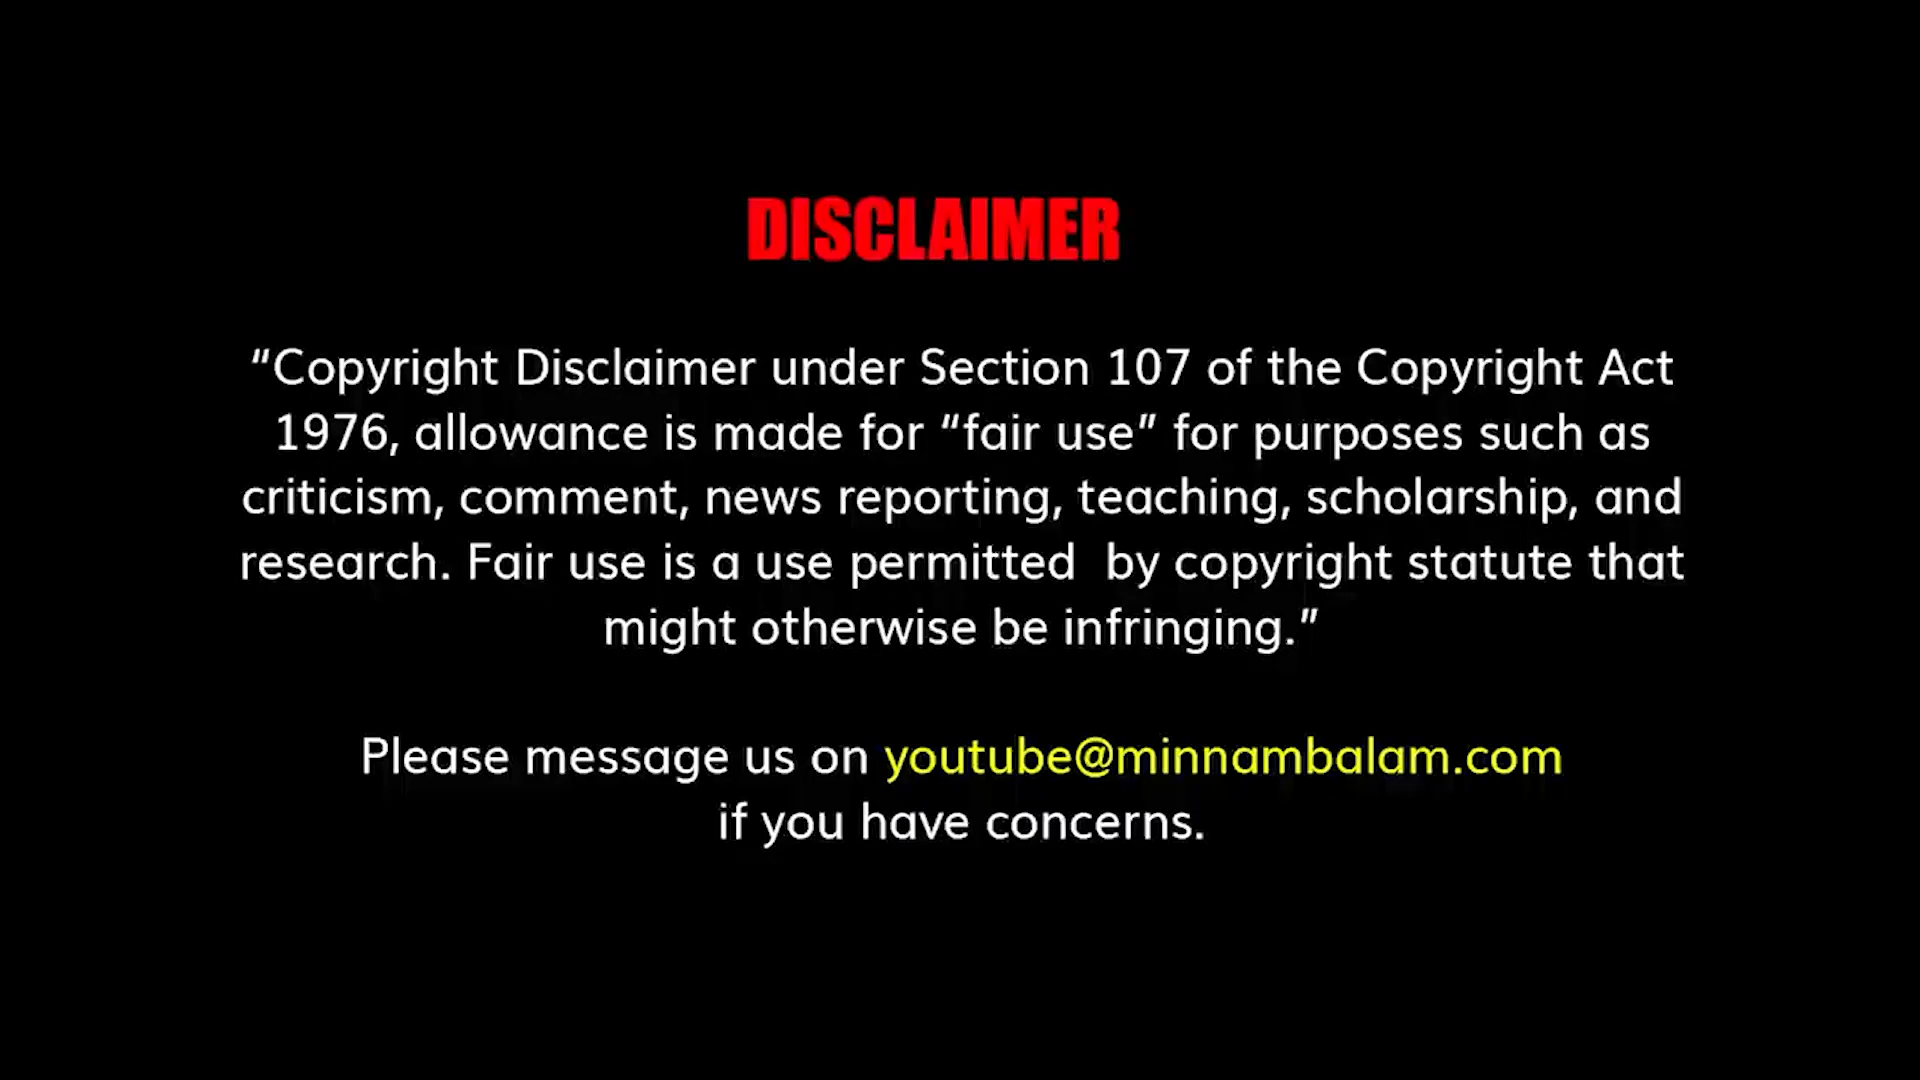 DISCLAIMER
“Copyright Disclaimer under Section 107 of the Copyright Act
1976, allowance is made for “fair use” for purposes such as
criticism, comment, news reporting, teaching, scholarship, and
research. Fair use is a use permitted  by copyright statute that
might otherwise be infringing.”
Please message us on youtube@minnambalam.com
if you have concerns.